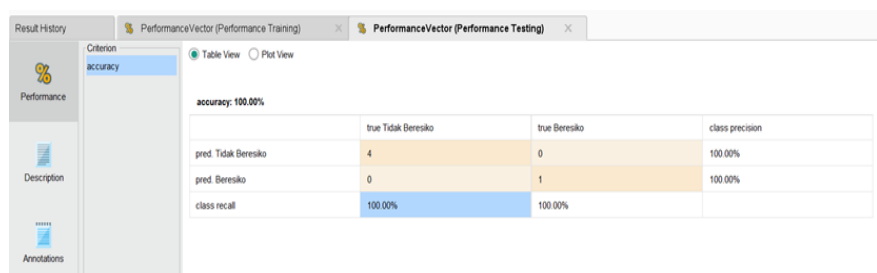 Result History
PerformanceVector (Performance Training)
PerformanceVector (Performance Testing)
Criterion
accuracy
Table View
Plot View
Performance
Description
Annotations
accuracy: 100.00%
true Tidak Beresiko true Beresiko class precision
pred. Tidak Beresiko 4 0 100.00%
pred. Beresiko 0 1 100.00%
class recall 100.00% 100.00%